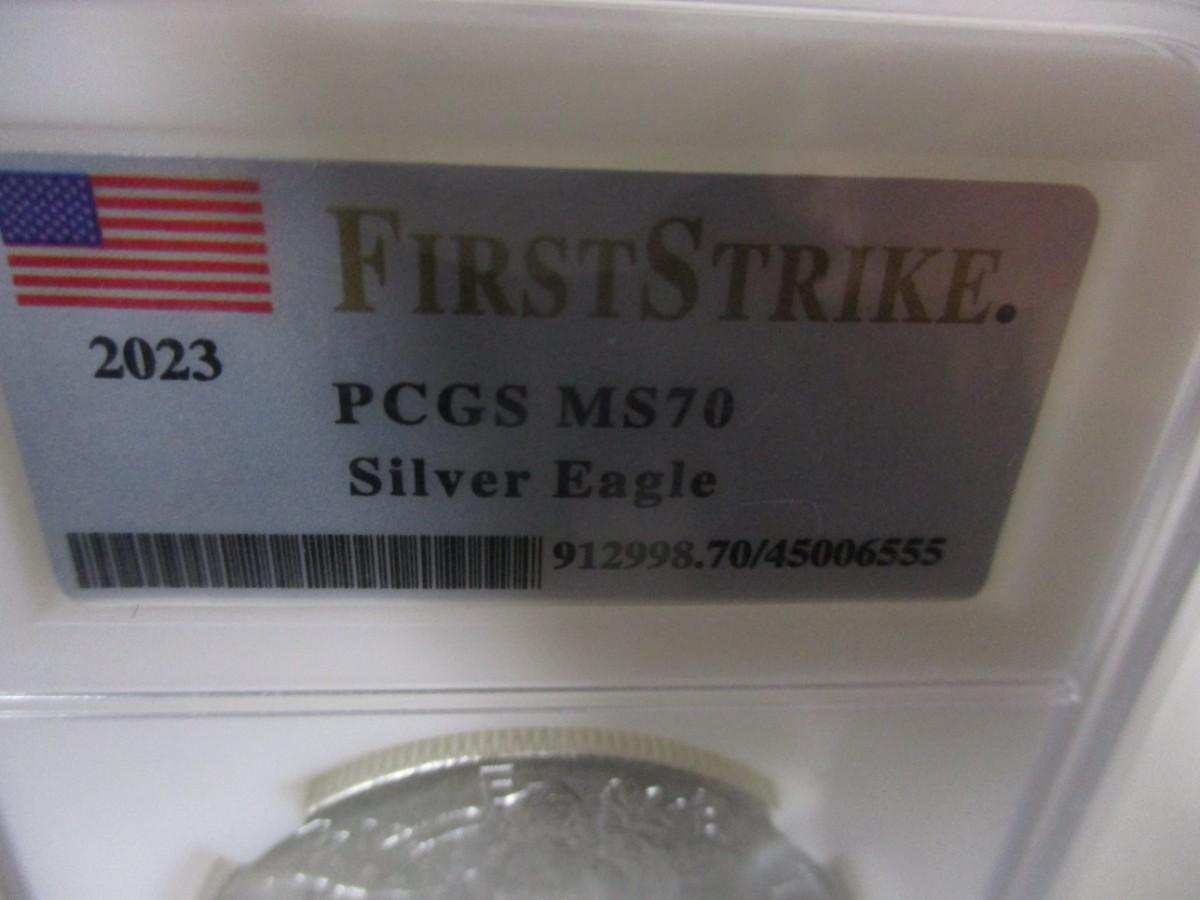 FIRSTSTRIKE.
2023
PCGS MS70
Silver Eagle
912998.70/45006555